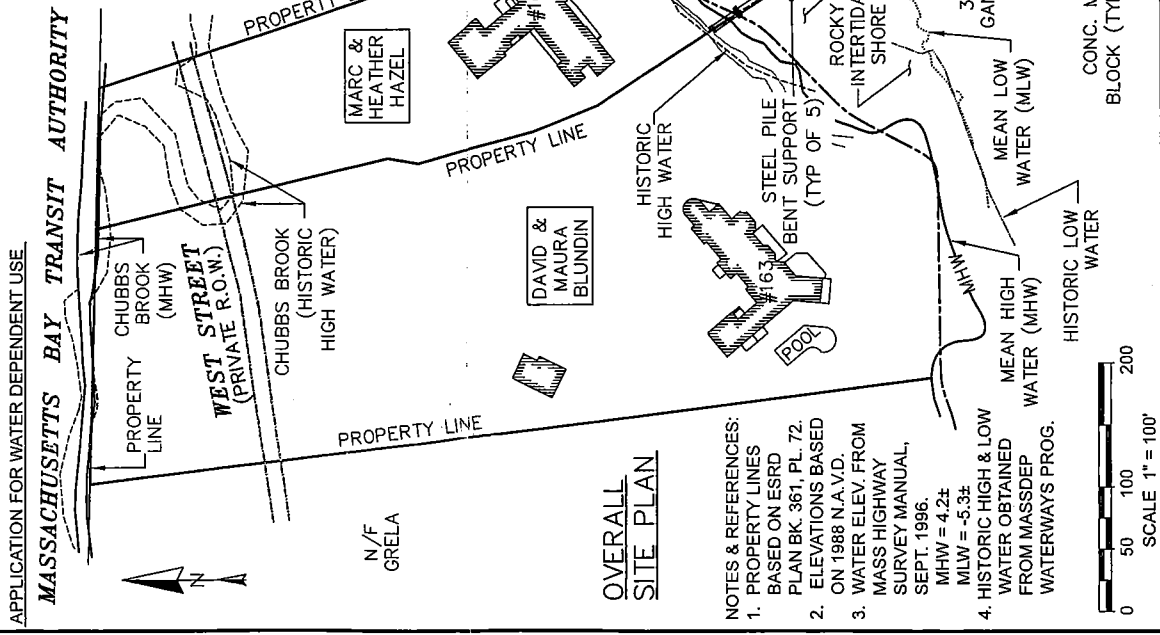 APPLICATION FOR WATER DEPENDENT USE
MASSACHUSETTS BAY TRANSIT AUTHORITY
PROPERTY
CHUBBS
BROOK
(MHW)
PROPERTY
LINE
WEST STREET
(PRIVATE R.O.W.)
CHUBBS BROOK
(HISTORIC
HIGH WATER)
MARC &
HEATHER
HAZEL
PROPERTY LINE
PROPERTY LINE
N/F
GRELA
N
DAVID &
MAURA
BLUNDIN
HISTORIC
HIGH WATER
STEEL PILE
BENT SUPPORT
(TYP OF 5)
#163
POOL
ROCKY
INTERTIDA
SHORE
MEAN LOW
WATER (MLW)
CONC. M
BLOCK (TY
MHW
MEAN HIGH
WATER (MHW)
HISTORIC LOW
WATER
OVERALL
SITE PLAN
NOTES & REFERENCES:
1. PROPERTY LINES
BASED ON ESRD
PLAN BK. 361, PL. 72.
2. ELEVATIONS BASED
ON 1988 N.A.V.D.
3. WATER ELEV. FROM
MASS HIGHWAY
SURVEY MANUAL,
SEPT. 1996.
MHW = 4.2±
MLW = -5.3±
4. HISTORIC HIGH & LOW
WATER OBTAINED
FROM MASSDEP
WATERWAYS PROG.
0 50 100 200
SCALE 1" = 100'